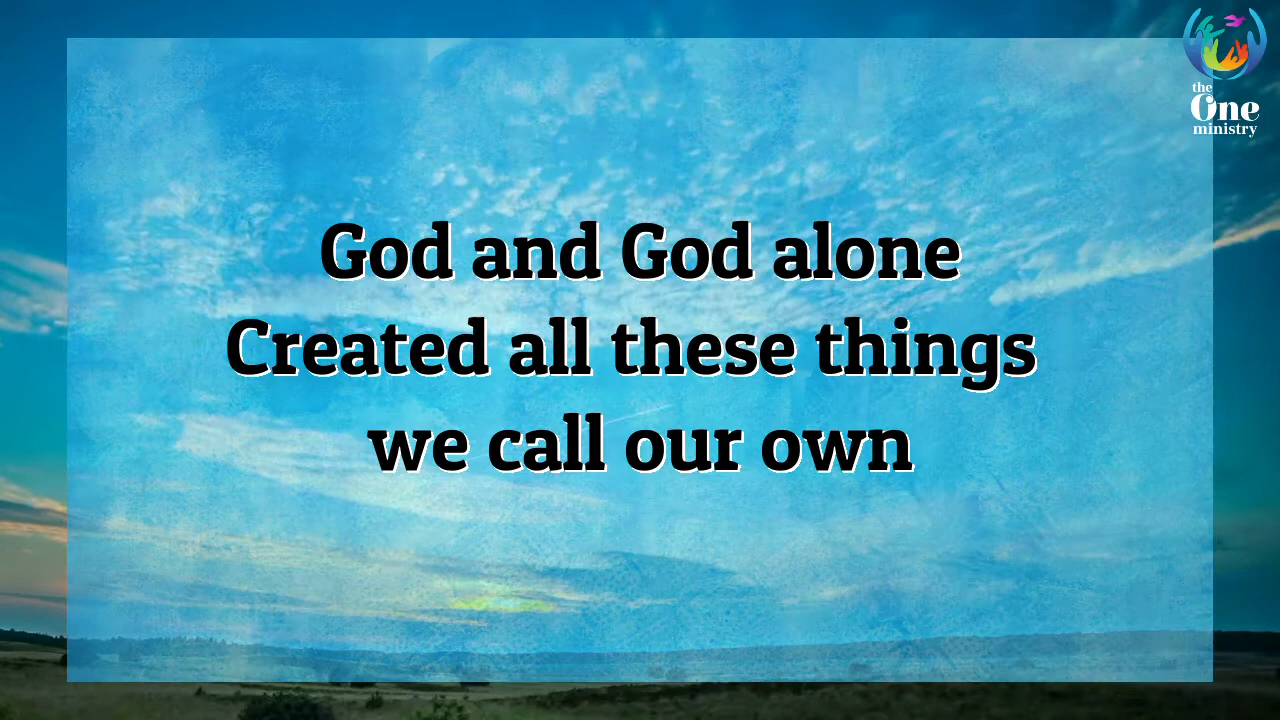 the
One
ministry
God and God alone
Created all these things
we call our own